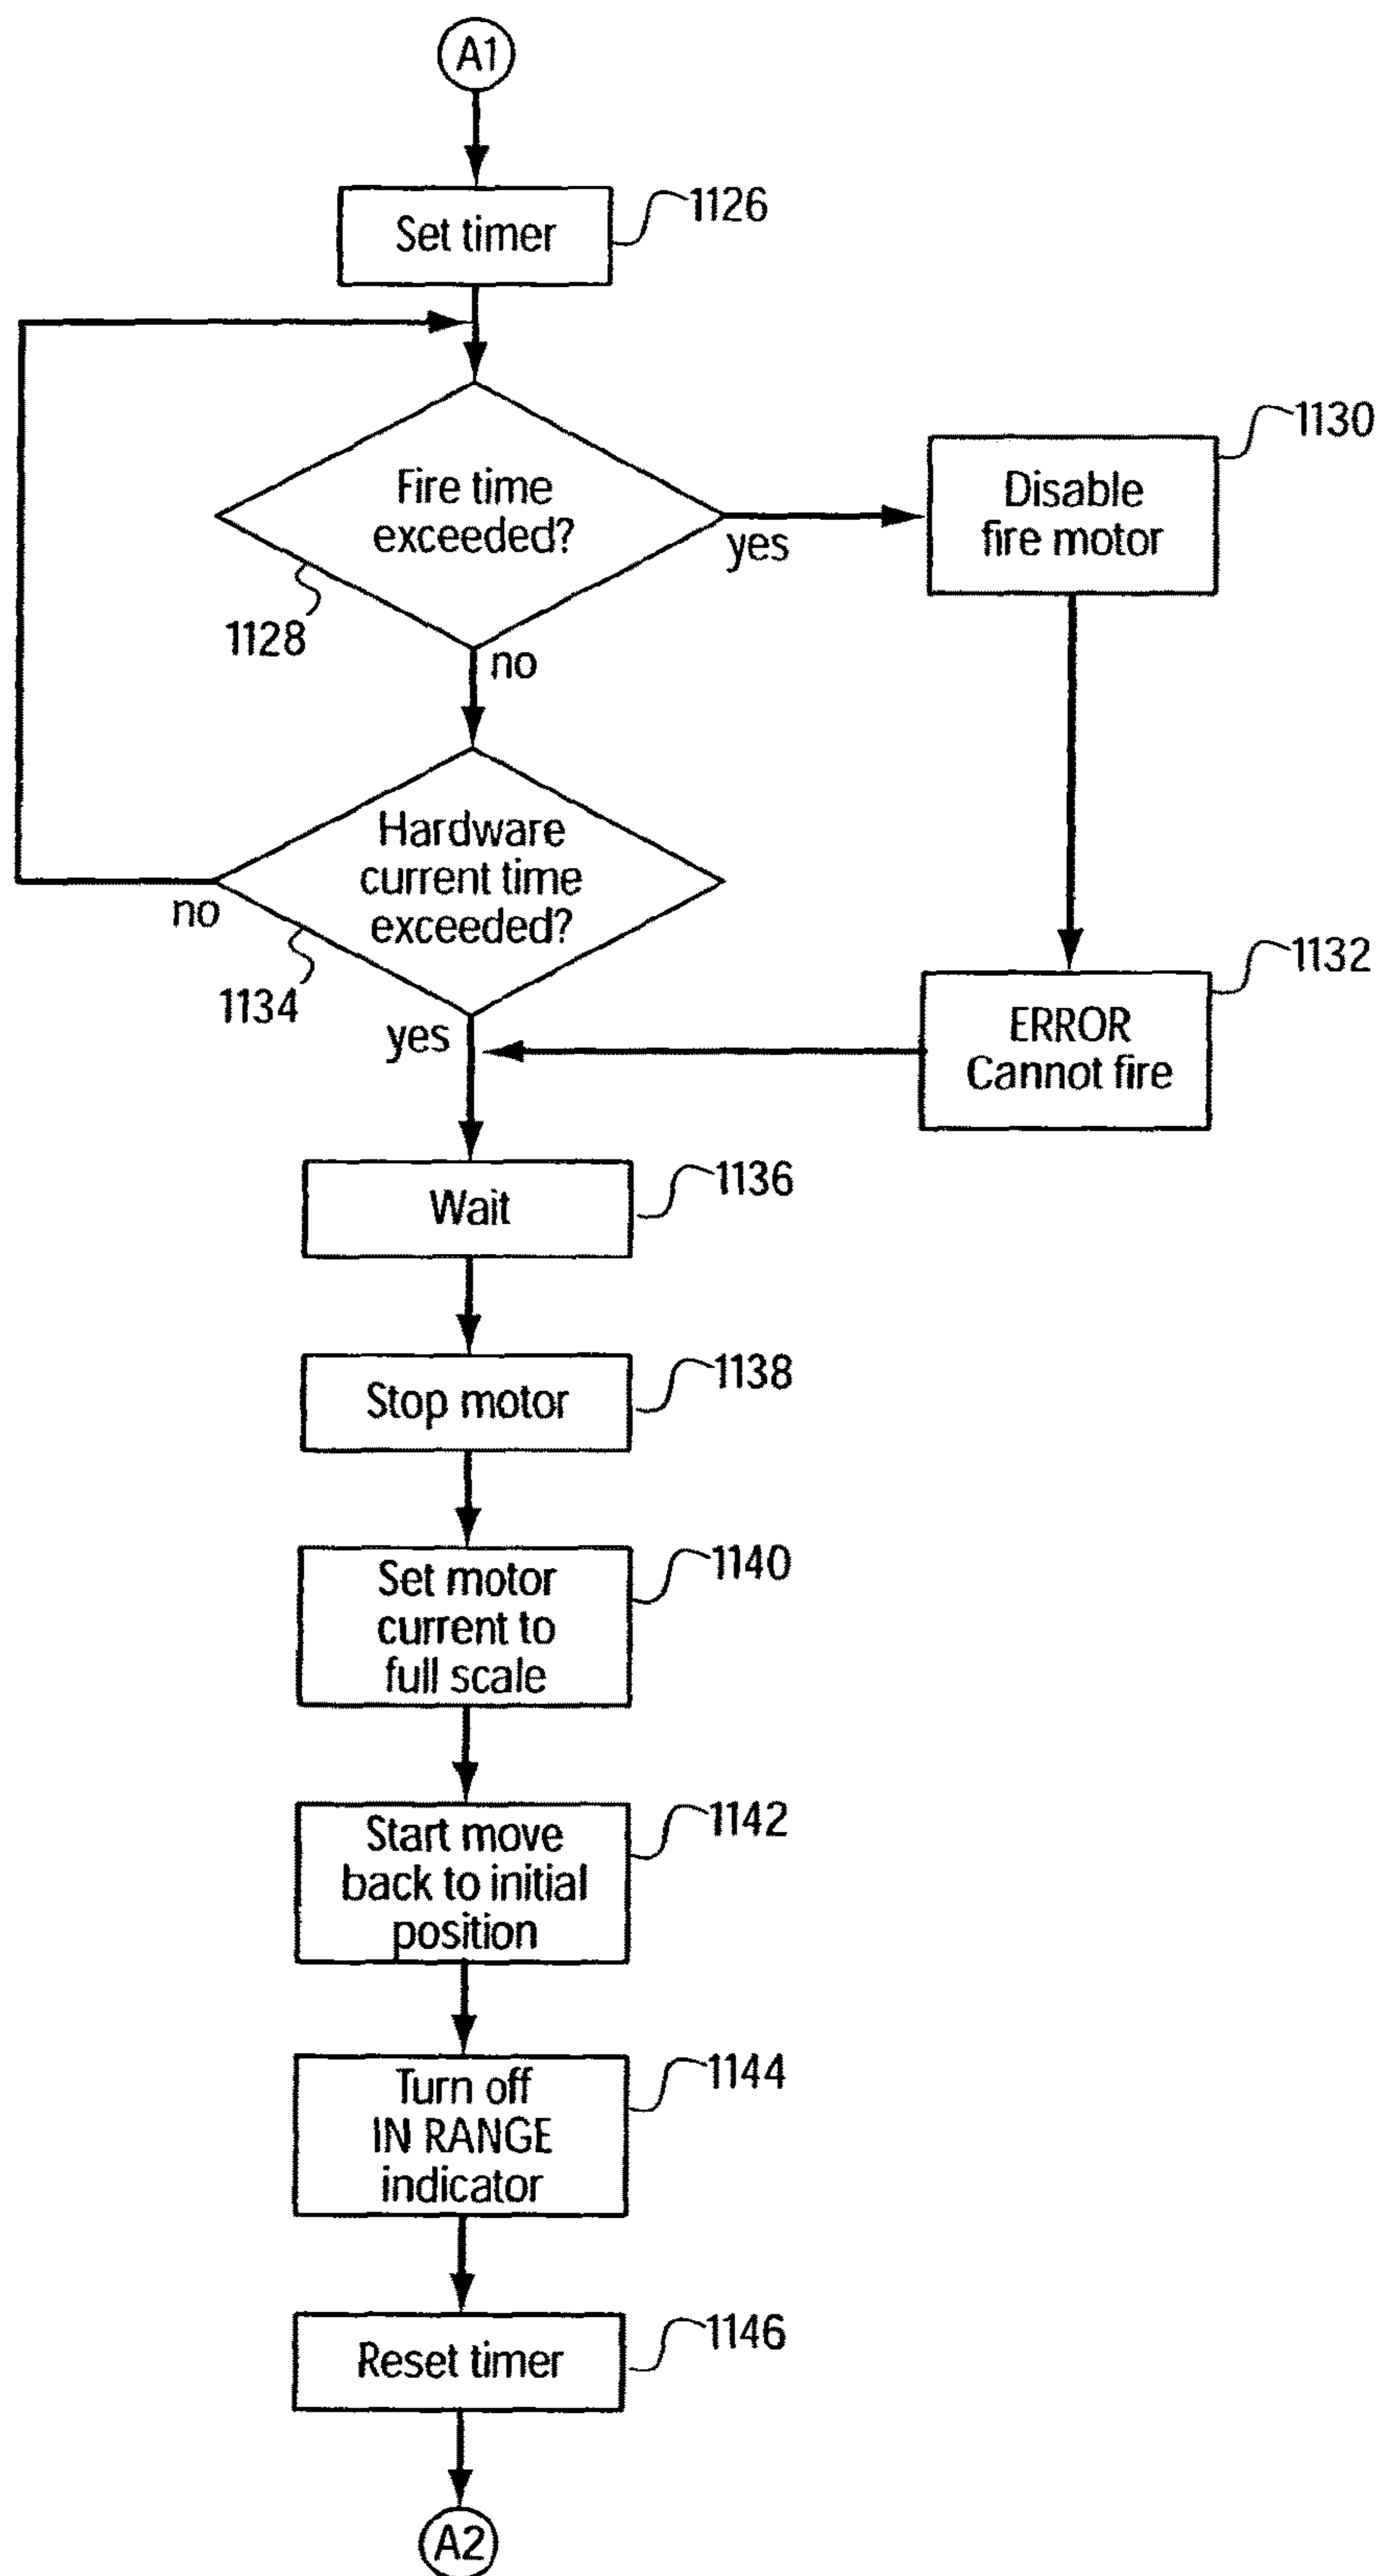 A1
Set timer
1126
Fire time
exceeded?
1128
yes
no
Disable
fire motor
1130
Hardware
current time
exceeded?
1134
no
yes
ERROR
Cannot fire
1132
Wait
1136
Stop motor
1138
Set motor
current to
full scale
1140
Start move
back to initial
position
1142
Turn off
IN RANGE
indicator
1144
Reset timer
1146
A2